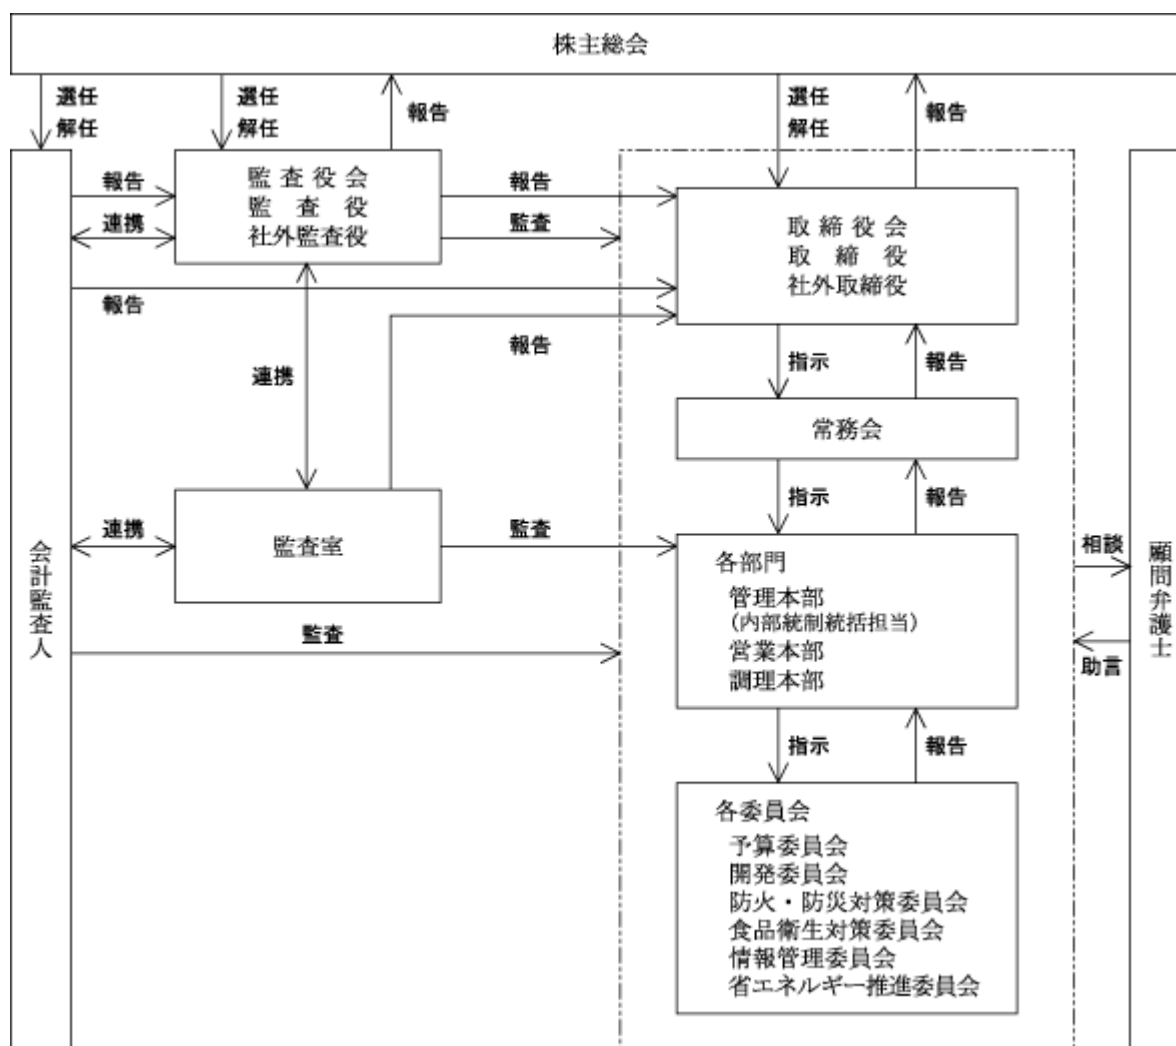 株主総会
選任
解任
選任
解任
報告
選任
解任
報告
報告
連携
監査役会
監査役
社外監査役
報告
監査
取締役会
取締役
社外取締役
報告
報告
連携
指示
報告
常務会
指示
報告
連携
監査室
監査
各部門
管理本部
(内部統制統括担当)
営業本部
調理本部
相談
助言
会計監査人
顧問弁護士
監査
指示
報告
各委員会
予算委員会
開発委員会
防火・防災対策委員会
食品衛生対策委員会
情報管理委員会
省エネルギー推進委員会